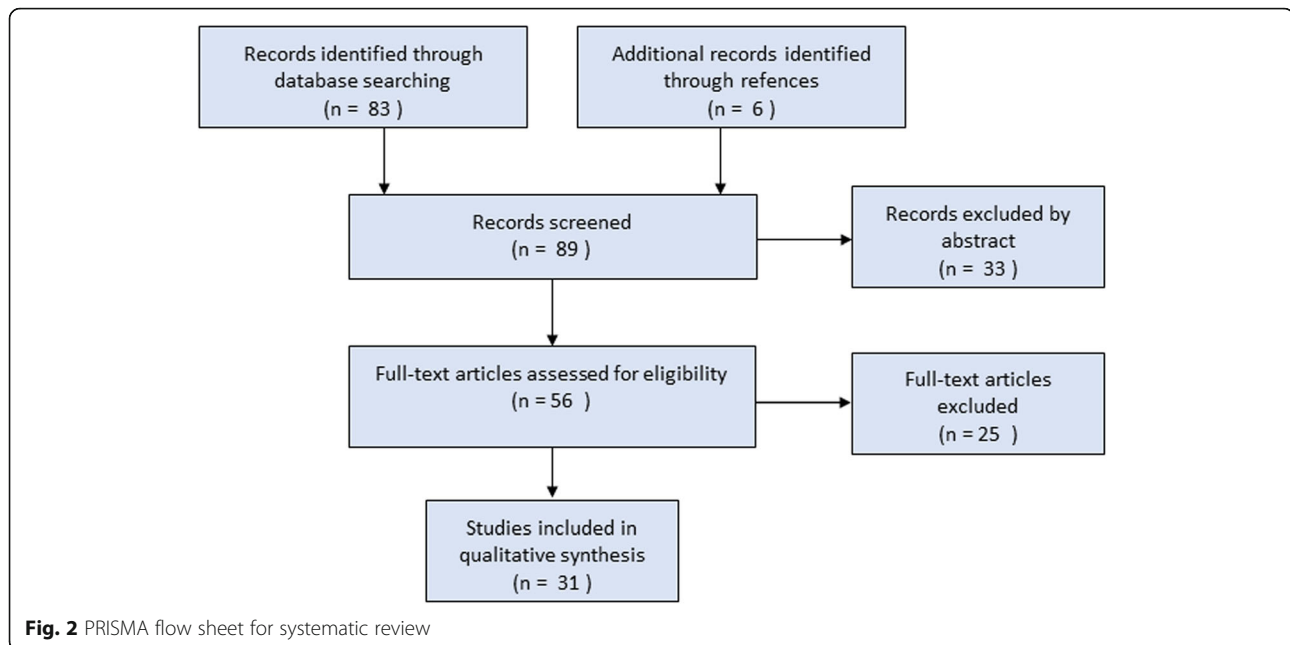 Records identified through
database searching
(n = 83 )
Additional records identified
through refences
(n = 6 )
Records screened
(n = 89 )
Records excluded by
abstract
(n = 33 )
Full-text articles assessed for eligibility
(n = 56 )
Full-text articles
excluded
(n = 25 )
Studies included in
qualitative synthesis
(n = 31 )
Fig. 2 PRISMA flow sheet for systematic review